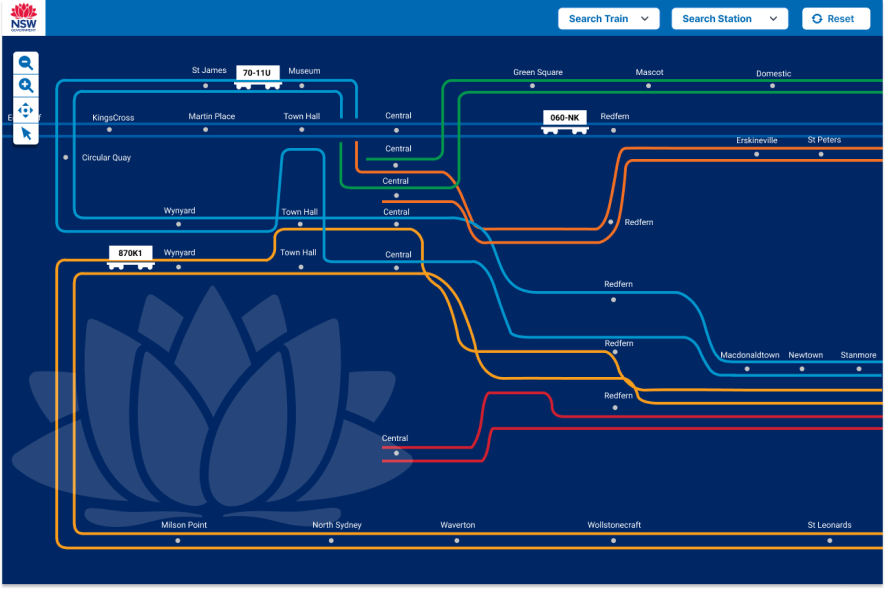 NSW
GOVERNMENT
Search Train
Search Station
Reset
St James
70-11U
Museum
Green Square
Mascot
Domestic
KingsCross
Martin Place
Town Hall
Central
060-NK
Redfern
Central
Erskineville
St Peters
Circular Quay
Central
Wynyard
Town Hall
Central
Redfern
870K1
Wynyard
Town Hall
Central
Redfern
Redfern
Macdonaldtown
Newtown
Stanmore
Redfern
Central
Milson Point
North Sydney
Waverton
Wollstonecraft
St Leonards